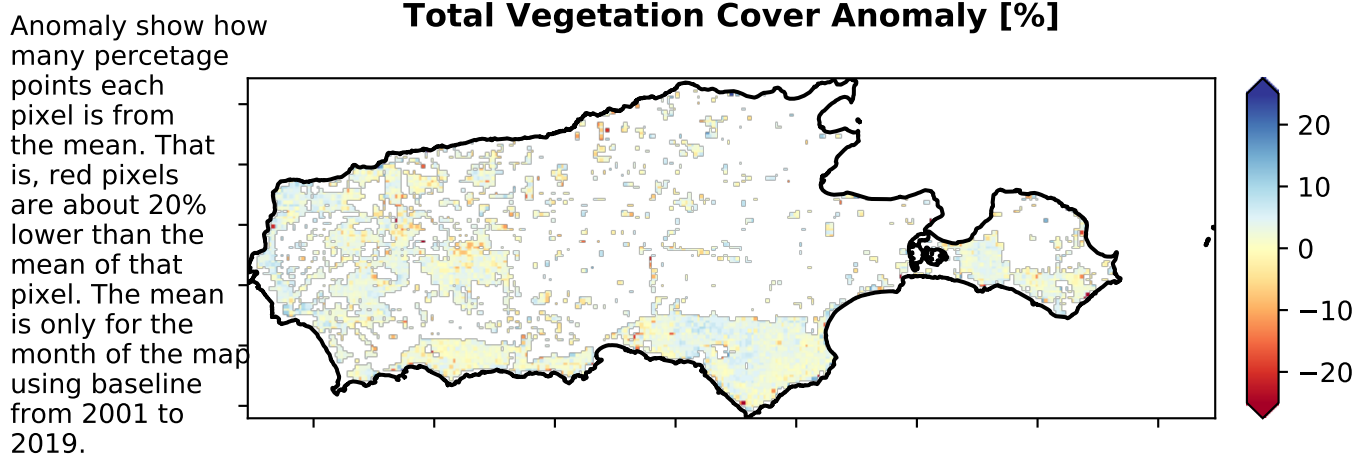 Total Vegetation Cover Anomaly [%]
Anomaly show how
many percetage
points each
pixel is from
the mean. That
is, red pixels
are about 20%
lower than the
mean of that
pixel. The mean
is only for the
month of the map
using baseline
from 2001 to
2019.
20
10
0
−10
−20